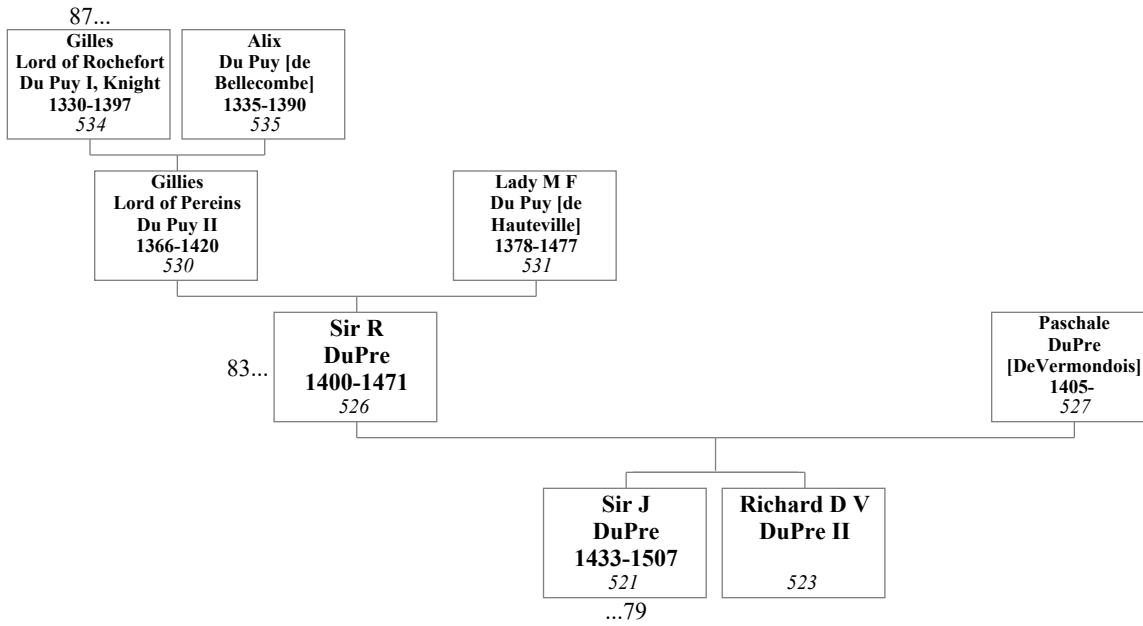 87...
Gilles
Lord of Rochefort
Du Puy I, Knight
1330-1397
534
Alix
Du Puy [de
Bellecombe]
1335-1390
535
Gillies
Lord of Pereins
Du Puy II
1366-1420
530
Lady M F
Du Puy [de
Hauteville]
1378-1477
531
83...
Sir R
DuPre
1400-1471
526
Paschale
DuPre
[DeVermondois]
1405-
527
Sir J
DuPre
1433-1507
521
...79
Richard D V
DuPre II
523